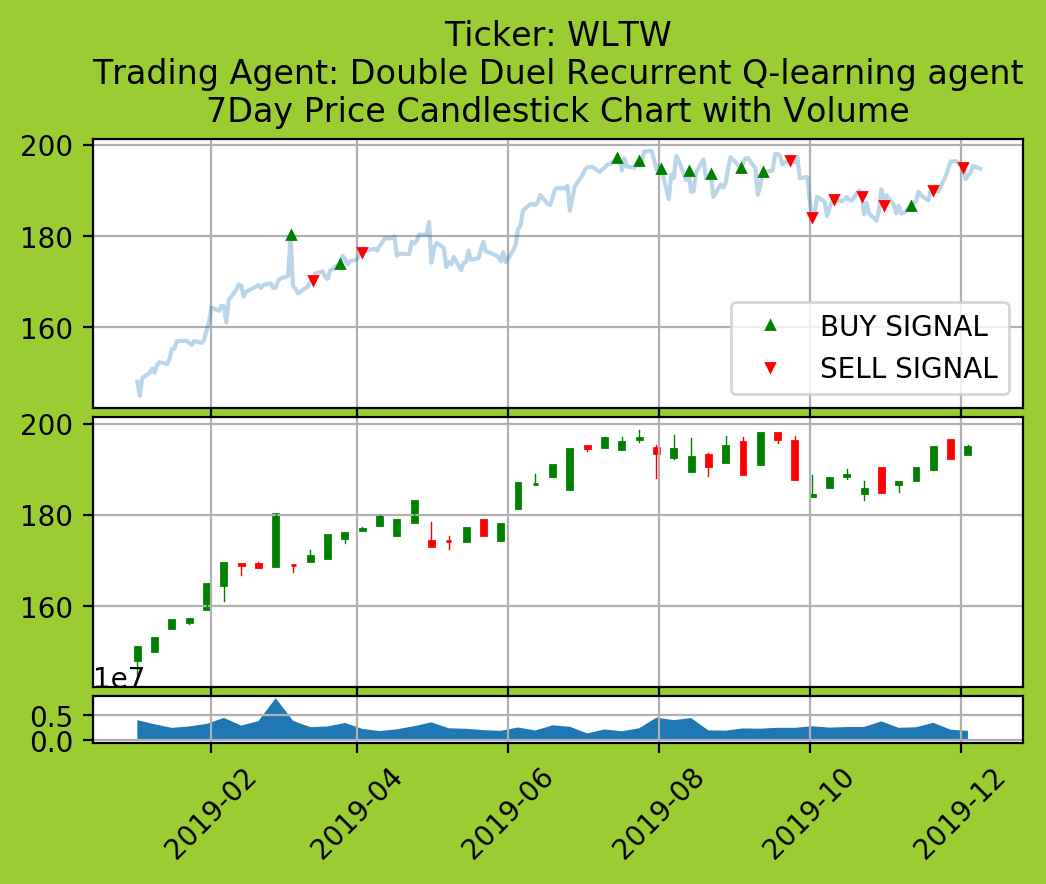 Ticker: WLTW
Trading Agent: Double Duel Recurrent Q-learning agent
7Day Price Candlestick Chart with Volume
200
180
160
BUY SIGNAL
SELL SIGNAL
200
180
160
1e7
0.5
0.0
2019-02
2019-04
2019-06
2019-08
2019-10
2019-12